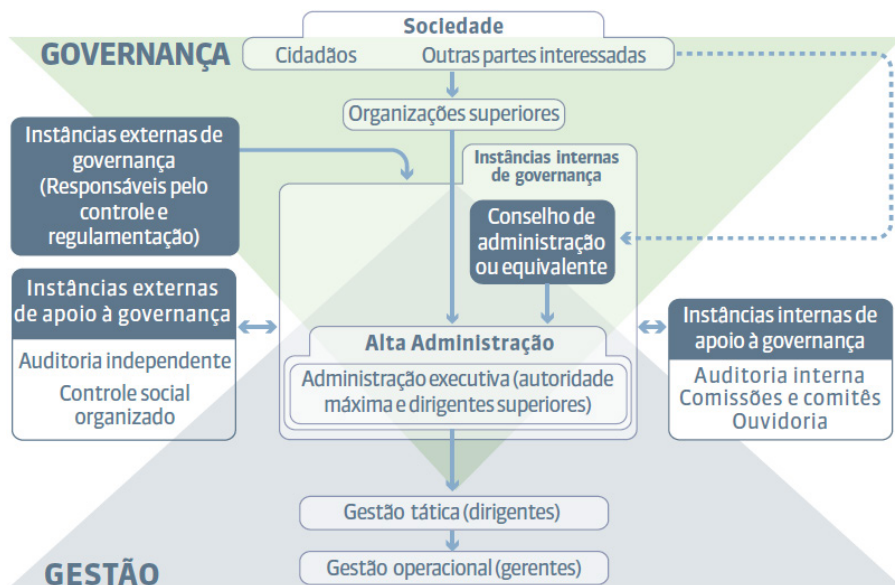 Sociedade
GOVERNANÇA
Cidadãos
Outras partes interessadas
Organizações superiores
Instâncias externas de
governança
(Responsáveis pelo
controle e
regulamentação)
Instâncias internas
de governança
Conselho de
administração
ou equivalente
Instâncias externas
de apoio à governança
Auditoria independente
Controle social
organizado
Alta Administração
Administração executiva (autoridade
máxima e dirigentes superiores)
Instâncias internas de
apoio à governança
Auditoria interna
Comissões e comitês
Ouvidoria
Gestão tática (dirigentes)
Gestão operacional (gerentes)
GESTÃO